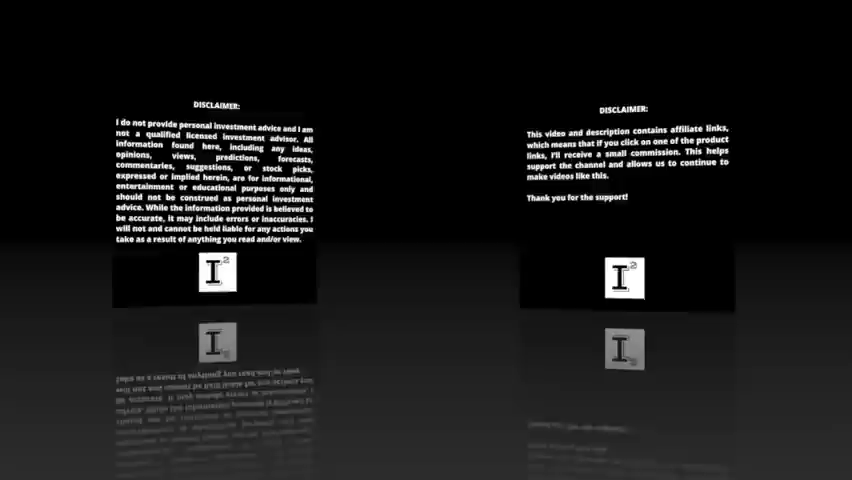 DISCLAIMER:
I do not provide personal investment advice and I am
not a qualified licensed investment advisor. All
information found here, including any ideas,
opinions, views, predictions, forecasts,
commentaries, suggestions, or stock picks,
expressed or implied herein, are for informational,
entertainment or educational purposes only and
should not be construed as personal investment
advice. While the information provided is believed to
be accurate, it may include errors or inaccuracies. I
will not and cannot be held liable for any actions you
take as a result of anything you read and/or view.
I²
DISCLAIMER:
This video and description contains affiliate links,
which means that if you click on one of the product
links, I'll receive a small commission. This helps
support the channel and allows us to continue to
make videos like this.
Thank you for the support!
I²